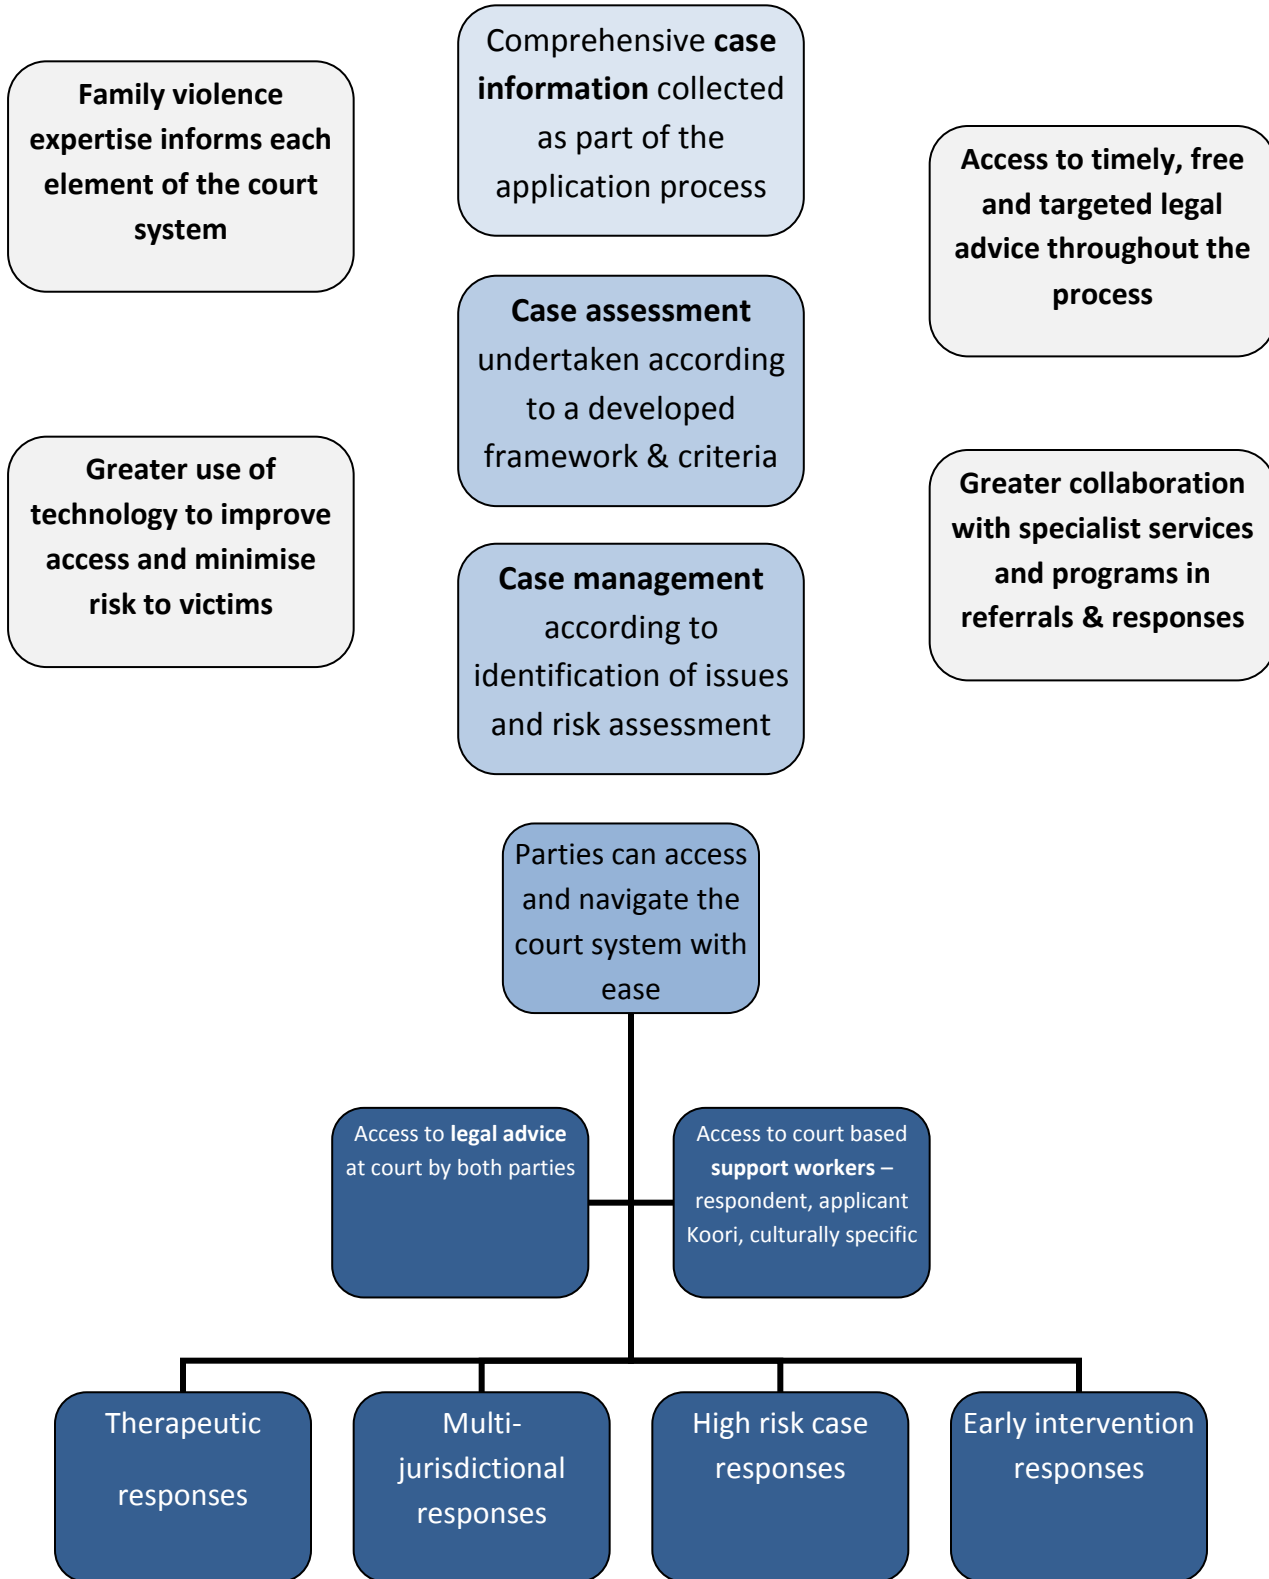 Comprehensive case
information collected
as part of the
application process
Family violence
expertise informs each
element of the court
system
Access to timely, free
and targeted legal
advice throughout the
process
Case assessment
undertaken according
to a developed
framework & criteria
Greater use of
technology to improve
access and minimise
risk to victims
Greater collaboration
with specialist services
and programs in
referrals & responses
Case management
according to
identification of issues
and risk assessment
Parties can access
and navigate the
court system with
ease
Access to legal advice
at court by both parties
Access to court based
support workers –
respondent, applicant
Koori, culturally specific
Therapeutic
responses
Multi-
jurisdictional
responses
High risk case
responses
Early intervention
responses